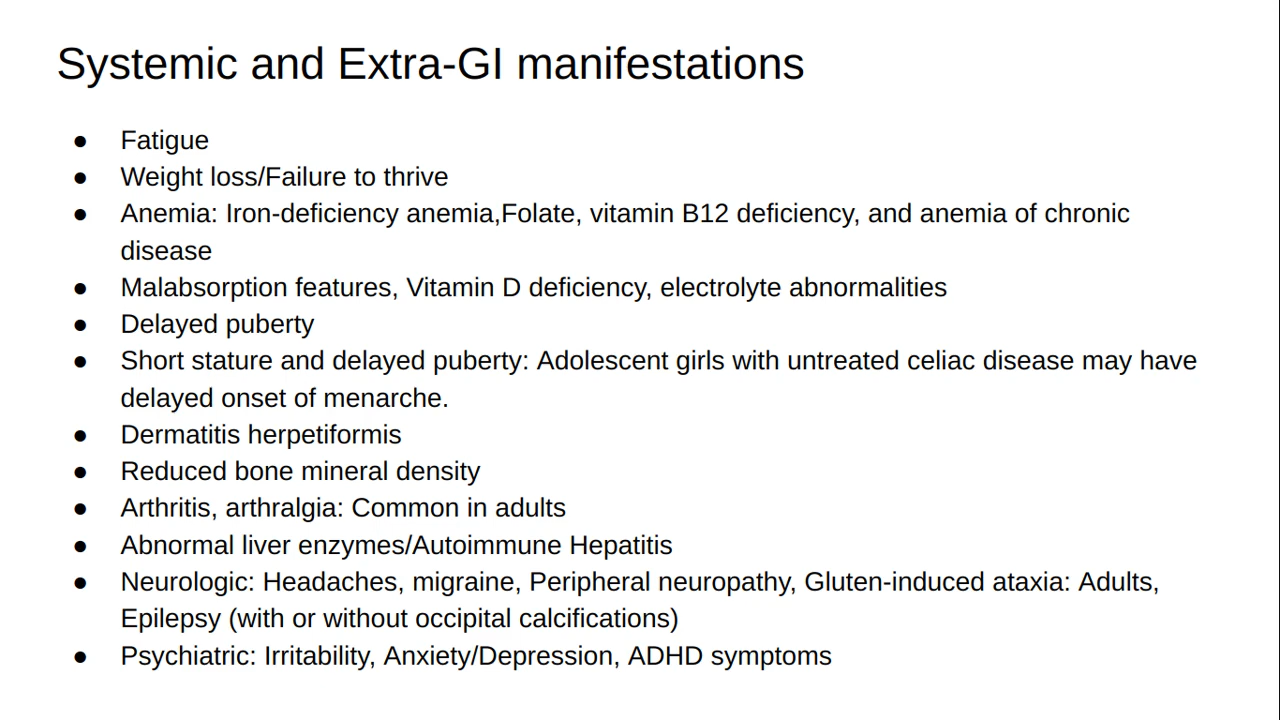 Systemic and Extra-GI manifestations
● Fatigue
● Weight loss/Failure to thrive
● Anemia: Iron-deficiency anemia,Folate, vitamin B12 deficiency, and anemia of chronic
disease
● Malabsorption features, Vitamin D deficiency, electrolyte abnormalities
● Delayed puberty
● Short stature and delayed puberty: Adolescent girls with untreated celiac disease may have
delayed onset of menarche.
● Dermatitis herpetiformis
● Reduced bone mineral density
● Arthritis, arthralgia: Common in adults
● Abnormal liver enzymes/Autoimmune Hepatitis
● Neurologic: Headaches, migraine, Peripheral neuropathy, Gluten-induced ataxia: Adults,
Epilepsy (with or without occipital calcifications)
● Psychiatric: Irritability, Anxiety/Depression, ADHD symptoms